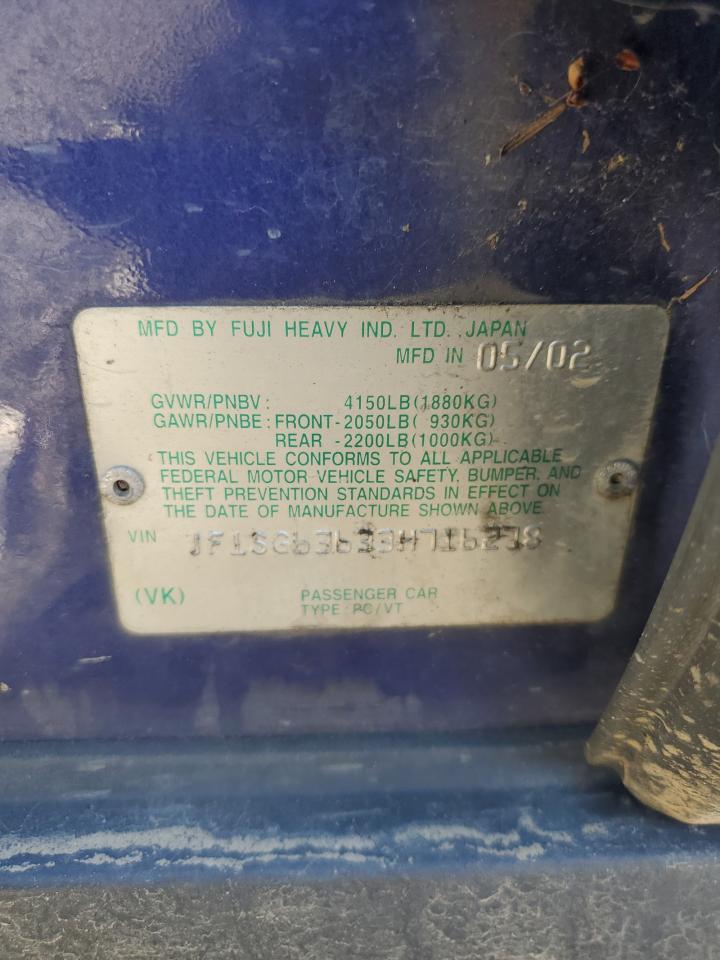 MFD BY FUJI HEAVY IND. LTD. JAPAN
MFD IN 05/02
GVWR/PNBV: 4150LB(1880KG)
GAWR/PNBE: FRONT-2050LB( 930KG)
REAR -2200LB(1000KG)
THIS VEHICLE CONFORMS TO ALL APPLICABLE
FEDERAL MOTOR VEHICLE SAFETY, BUMPER, AND
THEFT PREVENTION STANDARDS IN EFFECT ON
THE DATE OF MANUFACTURE SHOWN ABOVE.
VIN
(VK) PASSENGER CAR
TYPE: PC/VT